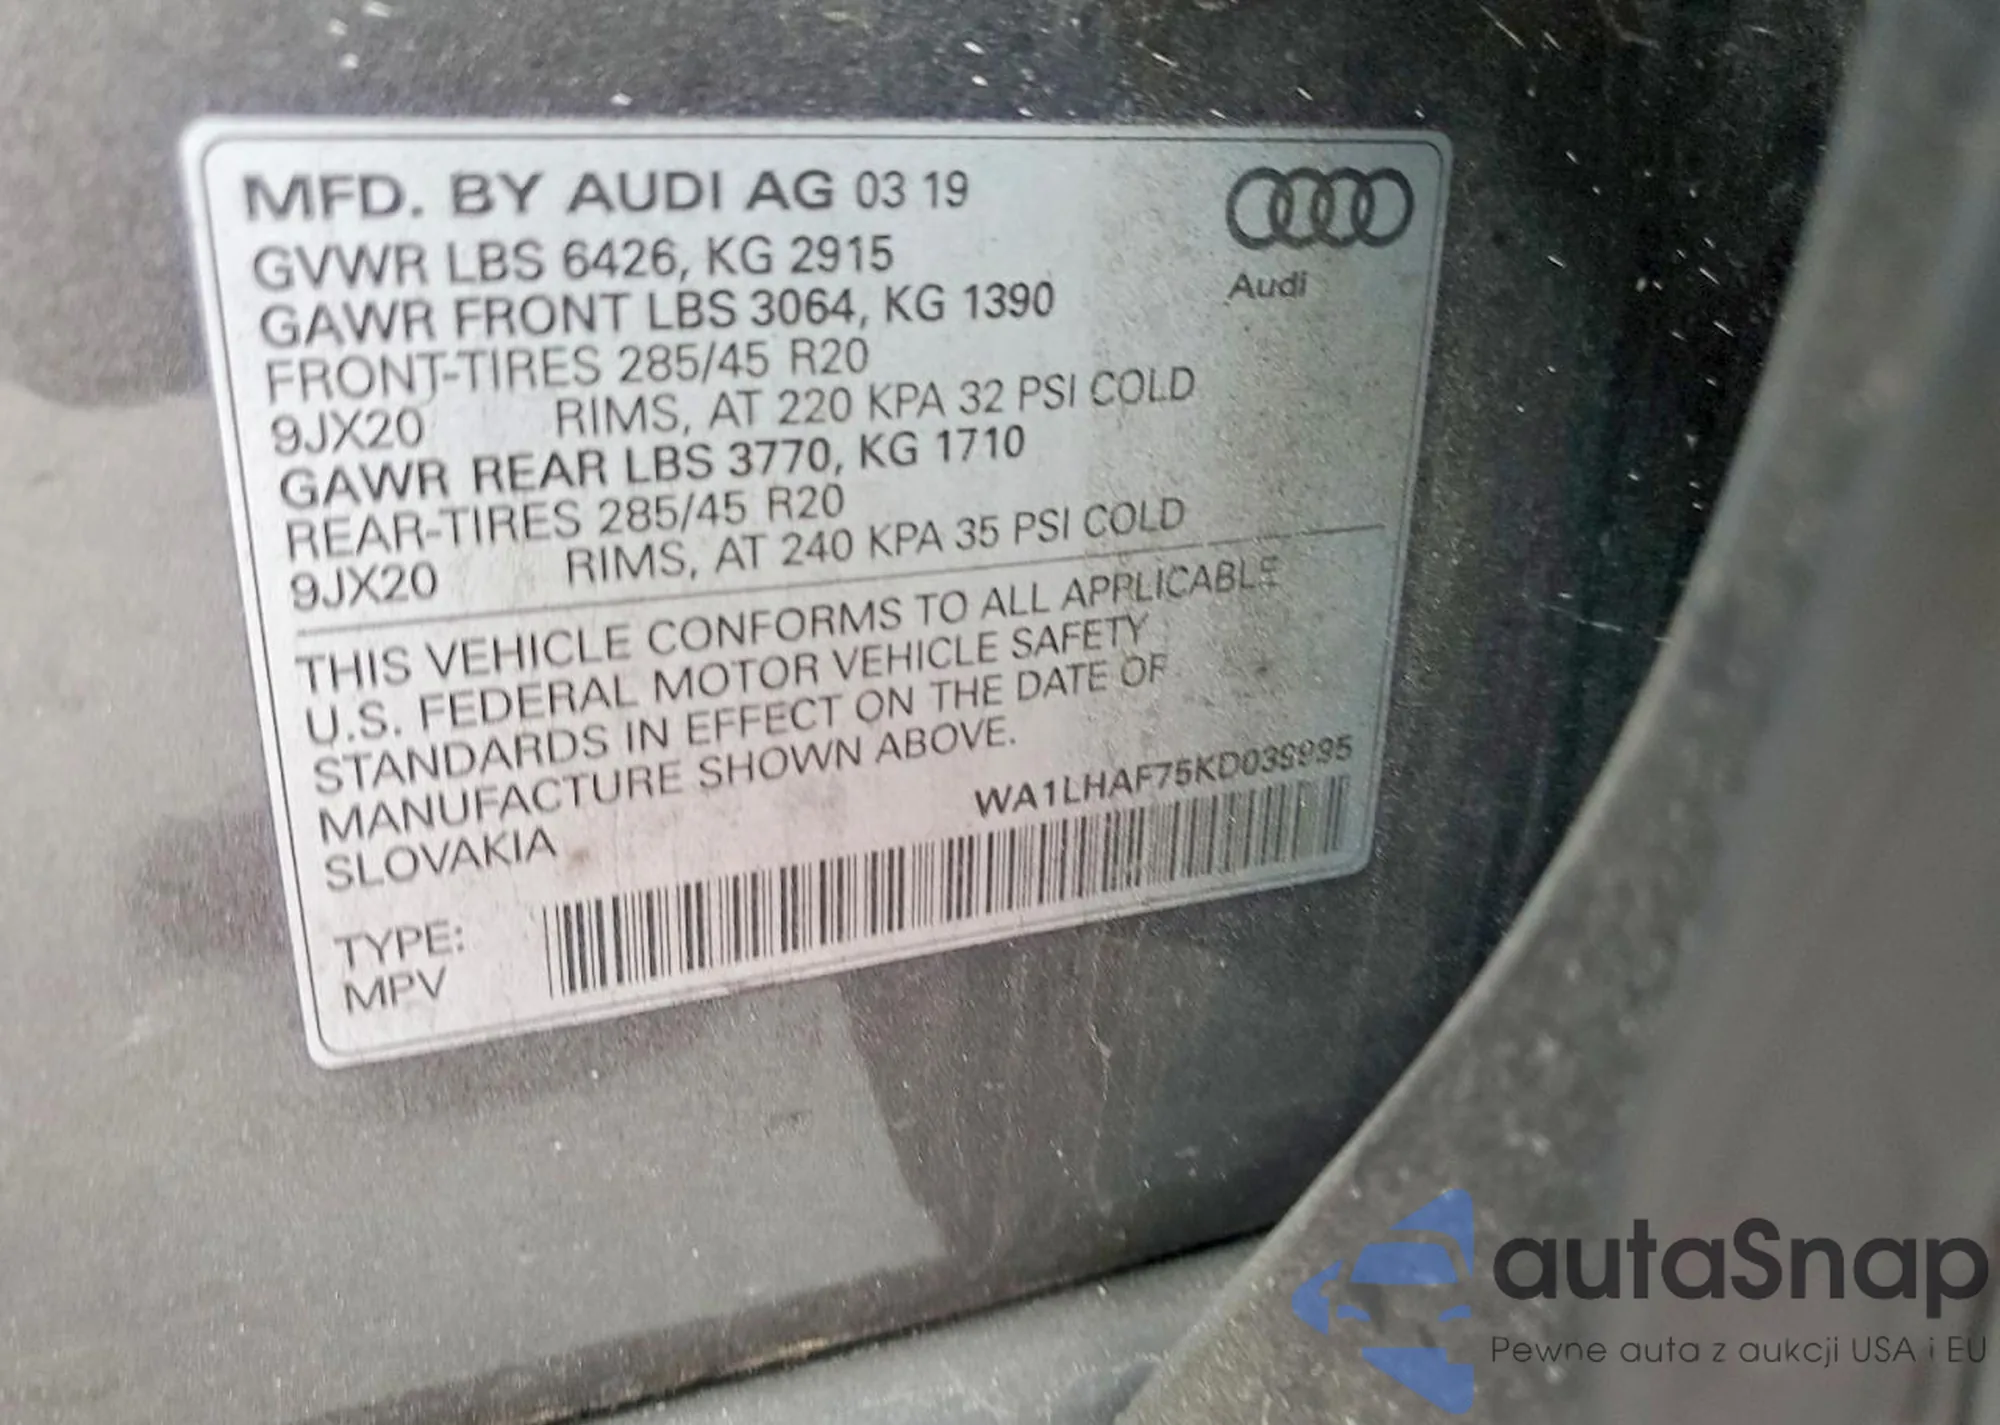 MFD. BY AUDI AG 03 19
GVWR LBS 6426, KG 2915
GAWR FRONT LBS 3064, KG 1390
FRONT-TIRES 285/45 R20
9JX20 RIMS, AT 220 KPA 32 PSI COLD
GAWR REAR LBS 3770, KG 1710
REAR-TIRES 285/45 R20
9JX20 RIMS, AT 240 KPA 35 PSI COLD
Audi
THIS VEHICLE CONFORMS TO ALL APPLICABLE
U.S. FEDERAL MOTOR VEHICLE SAFETY
STANDARDS IN EFFECT ON THE DATE OF
MANUFACTURE SHOWN ABOVE.
SLOVAKIA
TYPE:
MPV
autaSnap
Pewne auta z aukcji USA i EU